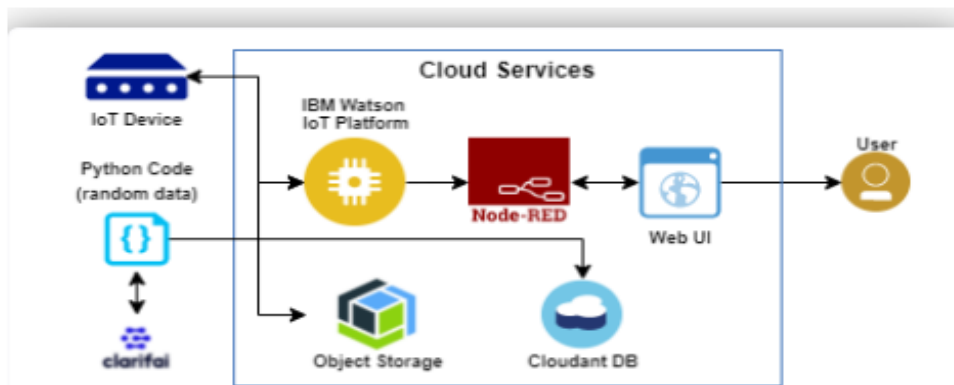 Cloud Services
IoT Device
IBM Watson
IoT Platform
Python Code
(random data)
Node-RED
Web UI
User
clarifai
Object Storage
Cloudant DB